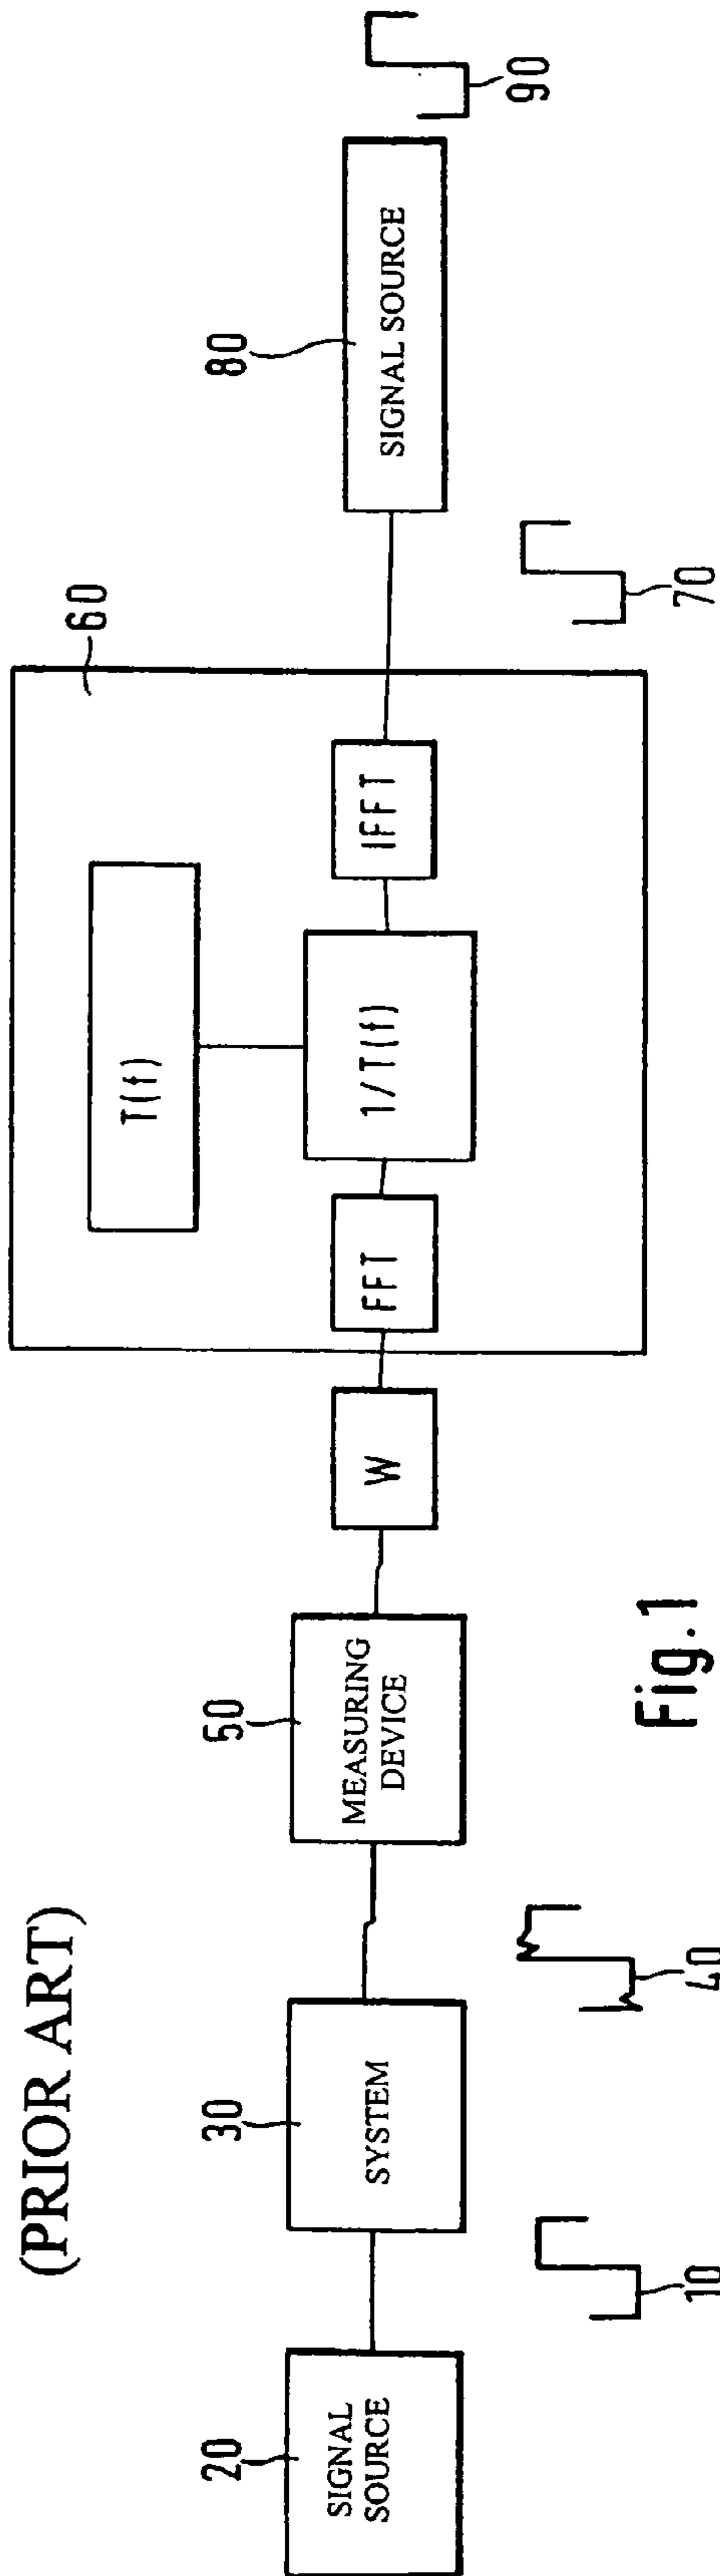 (PRIOR ART)
20
SIGNAL
SOURCE
10
30
SYSTEM
40
50
MEASURING
DEVICE
W
60
T(f)
FFT
1/T(f)
IFFT
70
80
SIGNAL SOURCE
90
Fig.1